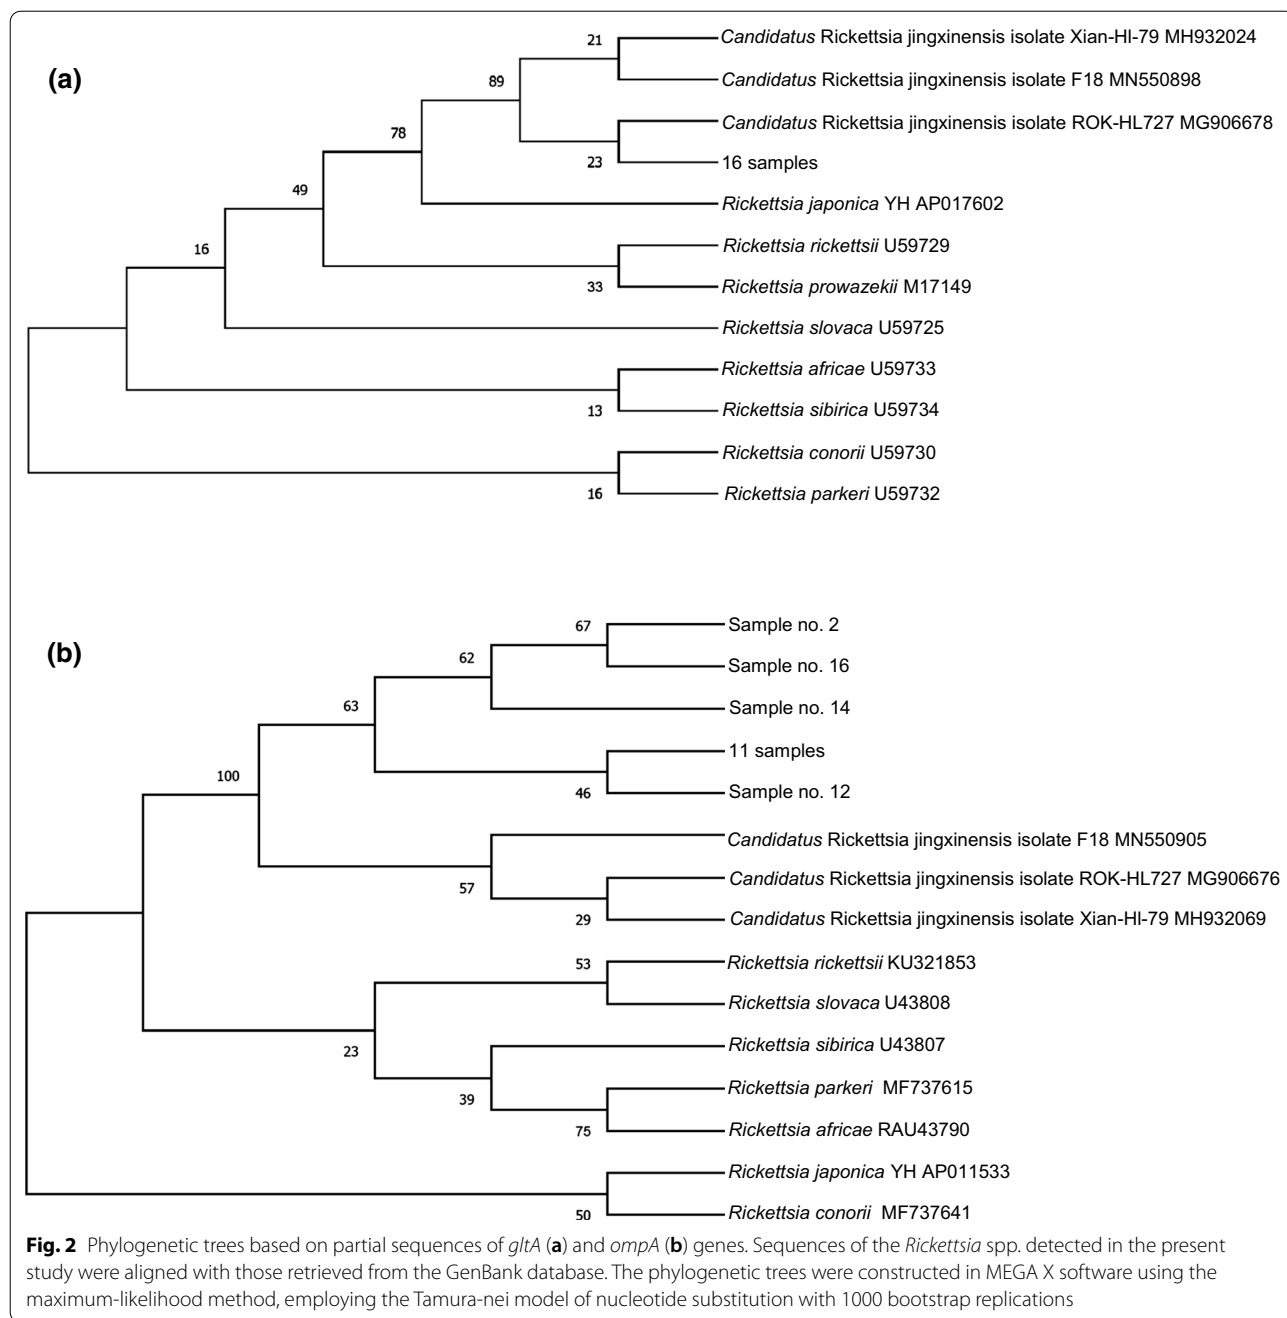 (a)
21
Candidatus Rickettsia jingxinensis isolate Xian-Hl-79 MH932024
89
Candidatus Rickettsia jingxinensis isolate F18 MN550898
78
Candidatus Rickettsia jingxinensis isolate ROK-HL727 MG906678
23
16 samples
49
Rickettsia japonica YH AP017602
16
Rickettsia rickettsii U59729
33
Rickettsia prowazekii M17149
Rickettsia slovaca U59725
Rickettsia africae U59733
13
Rickettsia sibirica U59734
Rickettsia conorii U59730
16
Rickettsia parkeri U59732
(b)
67
Sample no. 2
62
Sample no. 16
63
Sample no. 14
100
11 samples
46
Sample no. 12
Candidatus Rickettsia jingxinensis isolate F18 MN550905
57
Candidatus Rickettsia jingxinensis isolate ROK-HL727 MG906676
29
Candidatus Rickettsia jingxinensis isolate Xian-Hl-79 MH932069
53
Rickettsia rickettsii KU321853
Rickettsia slovaca U43808
23
Rickettsia sibirica U43807
39
Rickettsia parkeri MF737615
75
Rickettsia africae RAU43790
Rickettsia japonica YH AP011533
50
Rickettsia conorii MF737641
Fig. 2 Phylogenetic trees based on partial sequences of gltA (a) and ompA (b) genes. Sequences of the Rickettsia spp. detected in the present
study were aligned with those retrieved from the GenBank database. The phylogenetic trees were constructed in MEGA X software using the
maximum-likelihood method, employing the Tamura-nei model of nucleotide substitution with 1000 bootstrap replications